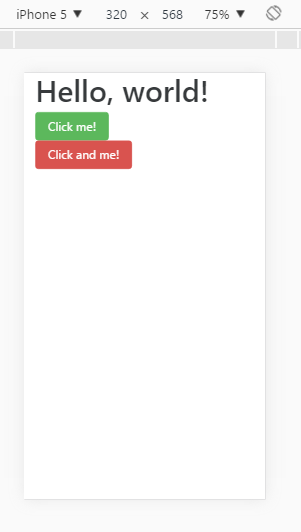 iPhone 5 ▼ 320 × 568 75% ▼
Hello, world!
Click me!
Click and me!